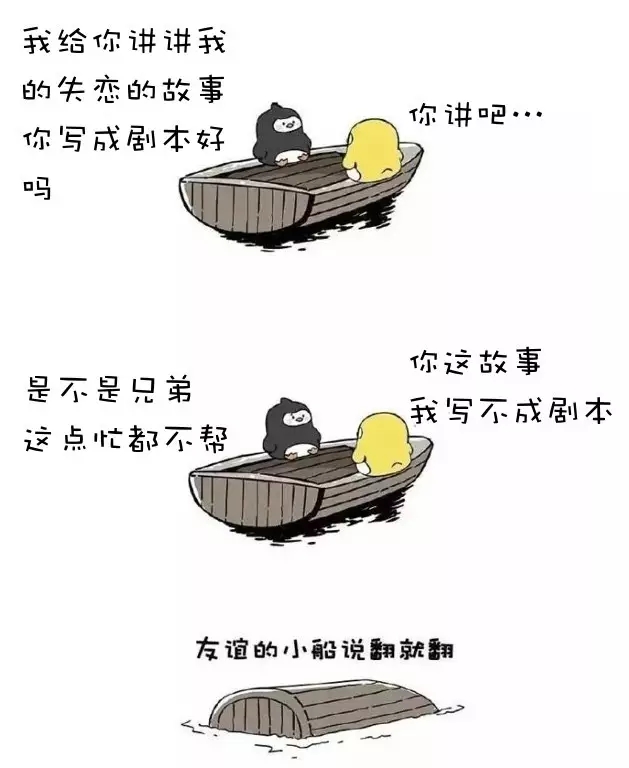 我给你讲讲我
的失恋的故事
你写成剧本好
吗
你讲吧…
你这故事
我写不成剧本
是不是兄弟
这点忙都不帮
友谊的小船说翻就翻